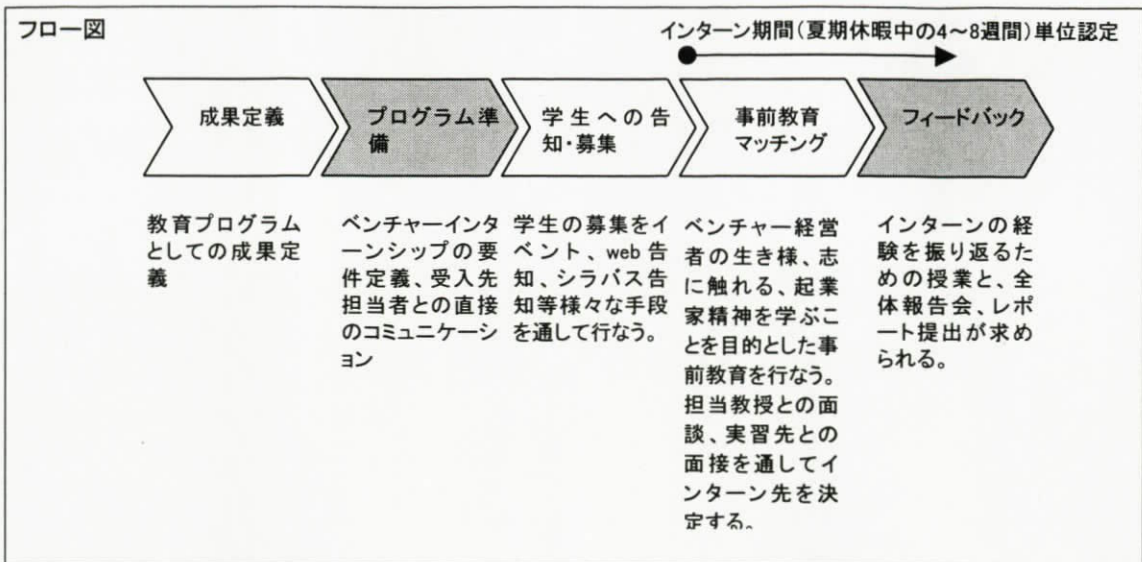 フロー図
インターン期間(夏期休暇中の4～8週間)単位認定
成果定義
プログラム準
備
学生への告
知・募集
事前教育
マッチング
フィードバック
教育プログラム
としての成果定
義
ベンチャーインタ
ーンシップの要
件定義、受入先
担当者との直接
のコミュニケーシ
ョン
学生の募集をイ
ベント、web 告
知、シラバス告
知等様々な手段
を通して行なう。
ベンチャー経営
者の生き様、志
に触れる、起業
家精神を学ぶこ
とを目的とした事
前教育を行なう。
担当教授との面
談、実習先との
面接を通してイ
ンターン先を決
定する。
インターンの経
験を振り返るた
めの授業と、全
体報告会、レポ
ート提出が求め
られる。